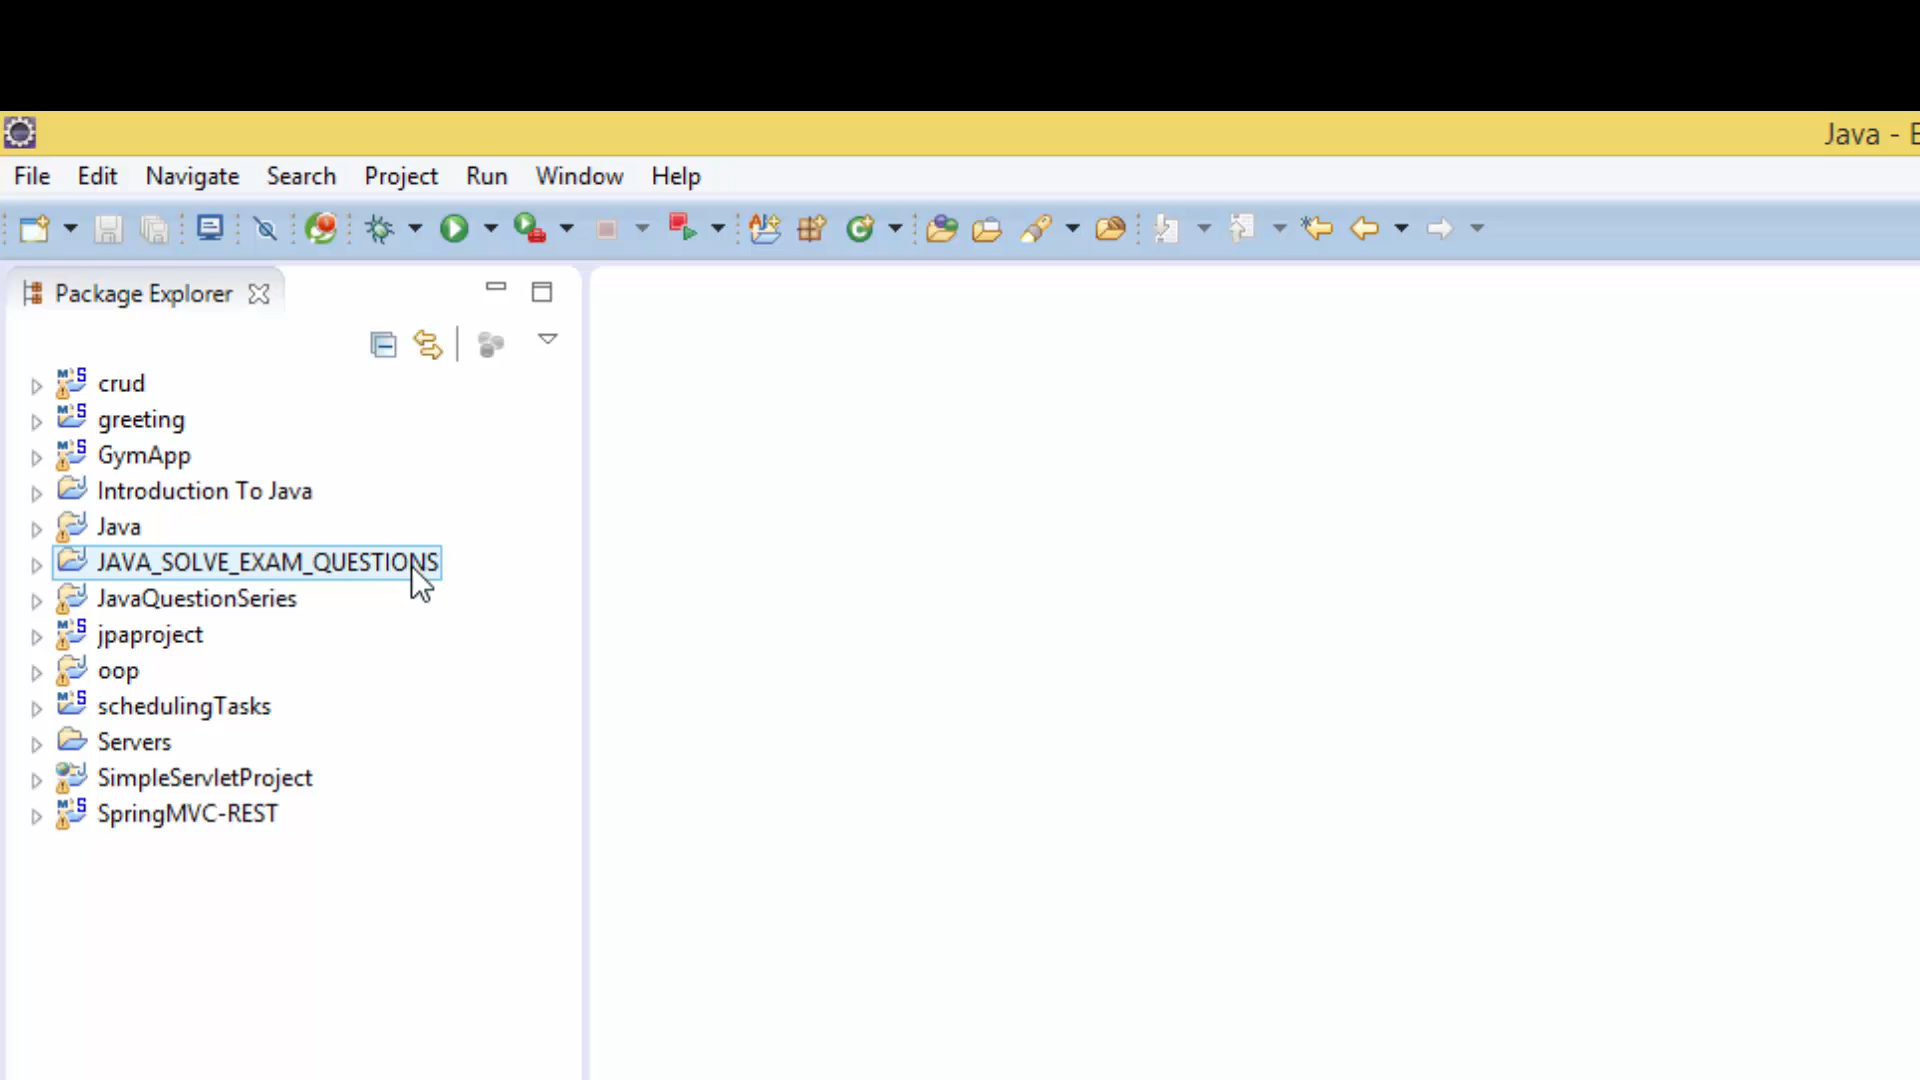 Java -
File Edit Navigate Search Project Run Window Help
Package Explorer
crud
greeting
GymApp
Introduction To Java
Java
JAVA_SOLVE_EXAM_QUESTIONS
JavaQuestionSeries
jpaproject
oop
schedulingTasks
Servers
SimpleServletProject
SpringMVC-REST